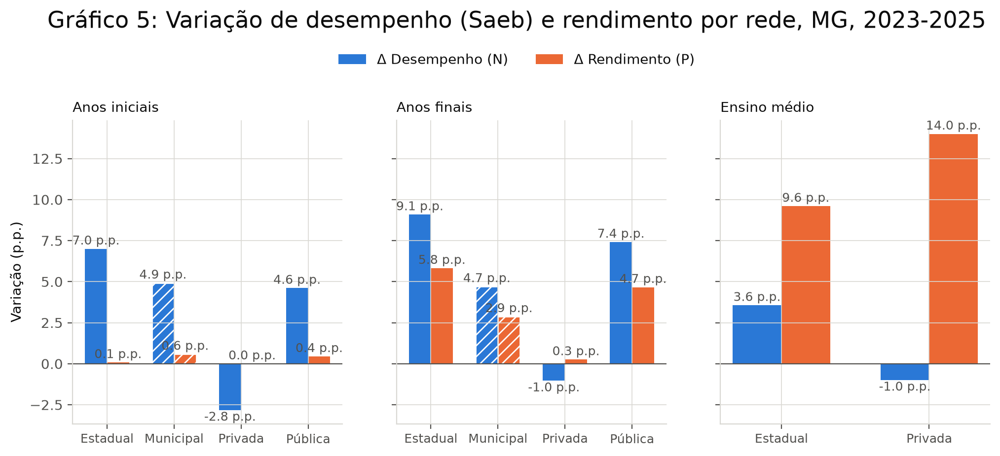 Gráfico 5: Variação de desempenho (Saeb) e rendimento por rede, MG, 2023-2025
Δ Desempenho (N)
Δ Rendimento (P)
Anos iniciais
Variação (p.p.)
12.5
10.0
7.5
5.0
2.5
0.0
−2.5
7.0 p.p.
0.1 p.p.
4.9 p.p.
0.6 p.p.
-2.8 p.p.
0.0 p.p.
4.6 p.p.
0.4 p.p.
Estadual
Municipal
Privada
Pública
Anos finais
9.1 p.p.
5.8 p.p.
4.7 p.p.
2.9 p.p.
-1.0 p.p.
0.3 p.p.
7.4 p.p.
4.7 p.p.
Estadual
Municipal
Privada
Pública
Ensino médio
3.6 p.p.
9.6 p.p.
-1.0 p.p.
14.0 p.p.
Estadual
Privada